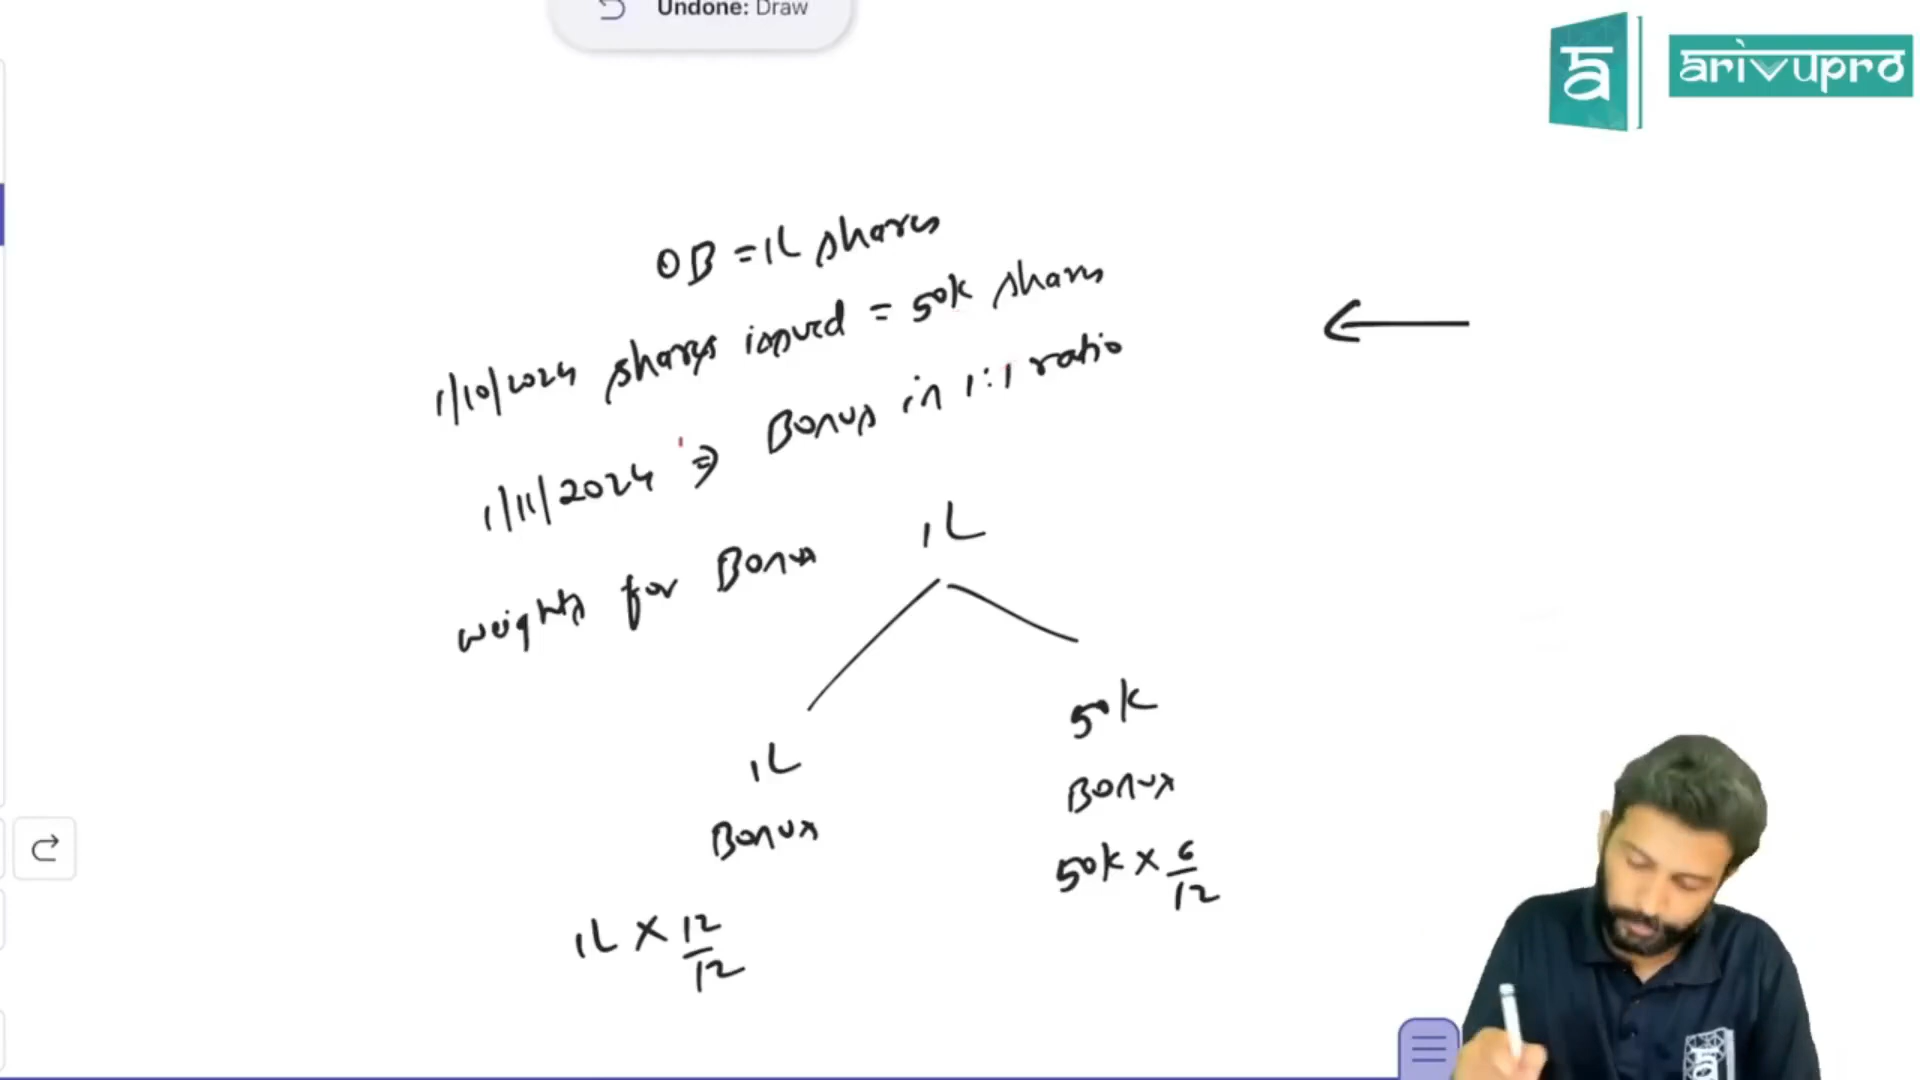 Undone: Draw
ā arivupro
OB = 1L shares
1/10/2024 shares issued = 50k shares
1/11/2024 ⇒ Bonus in 1:1 ratio
weights for Bonus 1L
1L 50k
Bonus Bonus
1L × 12/12 50k × 6/12
ā